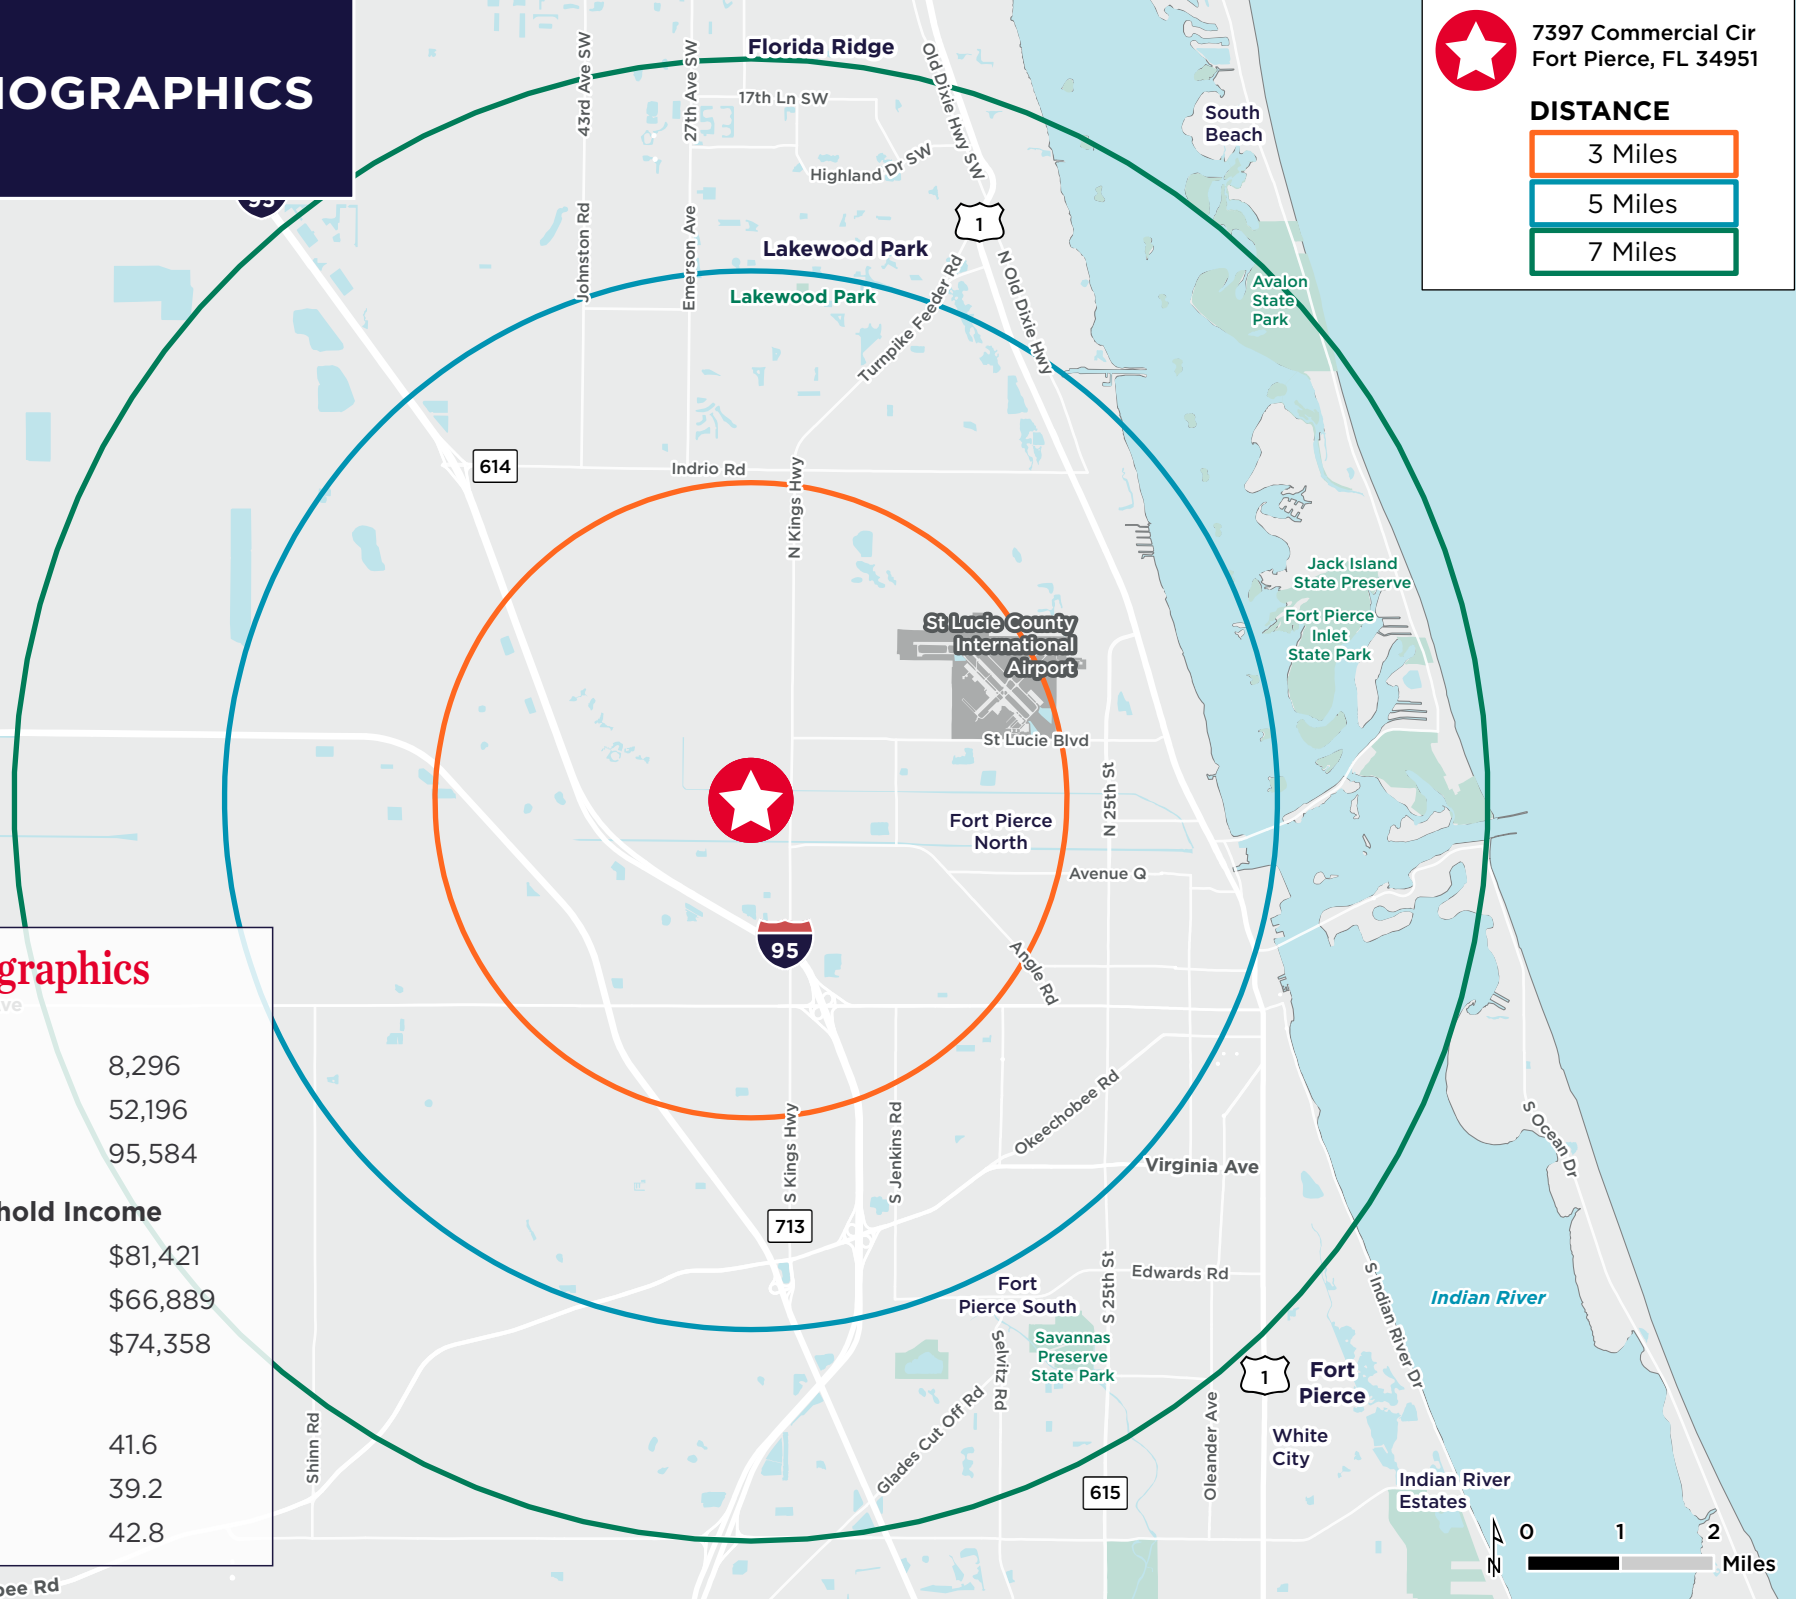 IOGRAPHICS
7397 Commercial Cir
Fort Pierce, FL 34951
DISTANCE
3 Miles
5 Miles
7 Miles
Florida Ridge
43rd Ave SW
27th Ave SW
17th Ln SW
Old Dixie Hwy SW
Highland Dr SW
South
Beach
95
Johnston Rd
Emerson Ave
1
Lakewood Park
Lakewood Park
Turnpike Feeder Rd
N Old Dixie Hwy
Avalon
State
Park
614
Indrio Rd
N Kings Hwy
Jack Island
State Preserve
Fort Pierce
Inlet
State Park
St Lucie County
International
Airport
St Lucie Blvd
N 25th St
Fort Pierce
North
Avenue Q
95
Angle Rd
graphics
ve
8,296
52,196
95,584
hold Income
$81,421
$66,889
$74,358
41.6
39.2
42.8
S Kings Hwy
S Jenkins Rd
Okeechobee Rd
Virginia Ave
S Ocean Dr
713
Fort
Pierce South
S 25th St
Edwards Rd
S Indian River Dr
Indian River
Savannas
Preserve
State Park
Selvitz Rd
1
Fort
Pierce
Shinn Rd
Glades Cut Off Rd
Oleander Ave
White
City
615
Indian River
Estates
0 1 2
Miles
N
bee Rd